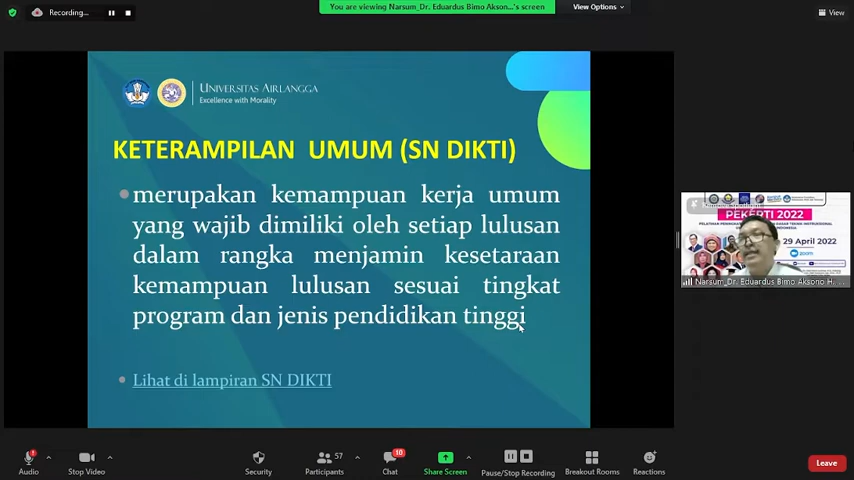 Recording...
You are viewing Narsum_Dr. Eduardus Bimo Akson...'s screen
View Options
View
UNIVERSITAS AIRLANGGA
Excellence with Morality
KETERAMPILAN UMUM (SN DIKTI)
merupakan kemampuan kerja umum
yang wajib dimiliki oleh setiap lulusan
dalam rangka menjamin kesetaraan
kemampuan lulusan sesuai tingkat
program dan jenis pendidikan tinggi
Lihat di lampiran SN DIKTI
PEKERTI 2022
29 April 2022
zoom
Narsum_Dr. Eduardus Bimo Aksono H...
Audio
Stop Video
Security
57
Participants
10
Chat
Share Screen
Pause/Stop Recording
Breakout Rooms
Reactions
Leave